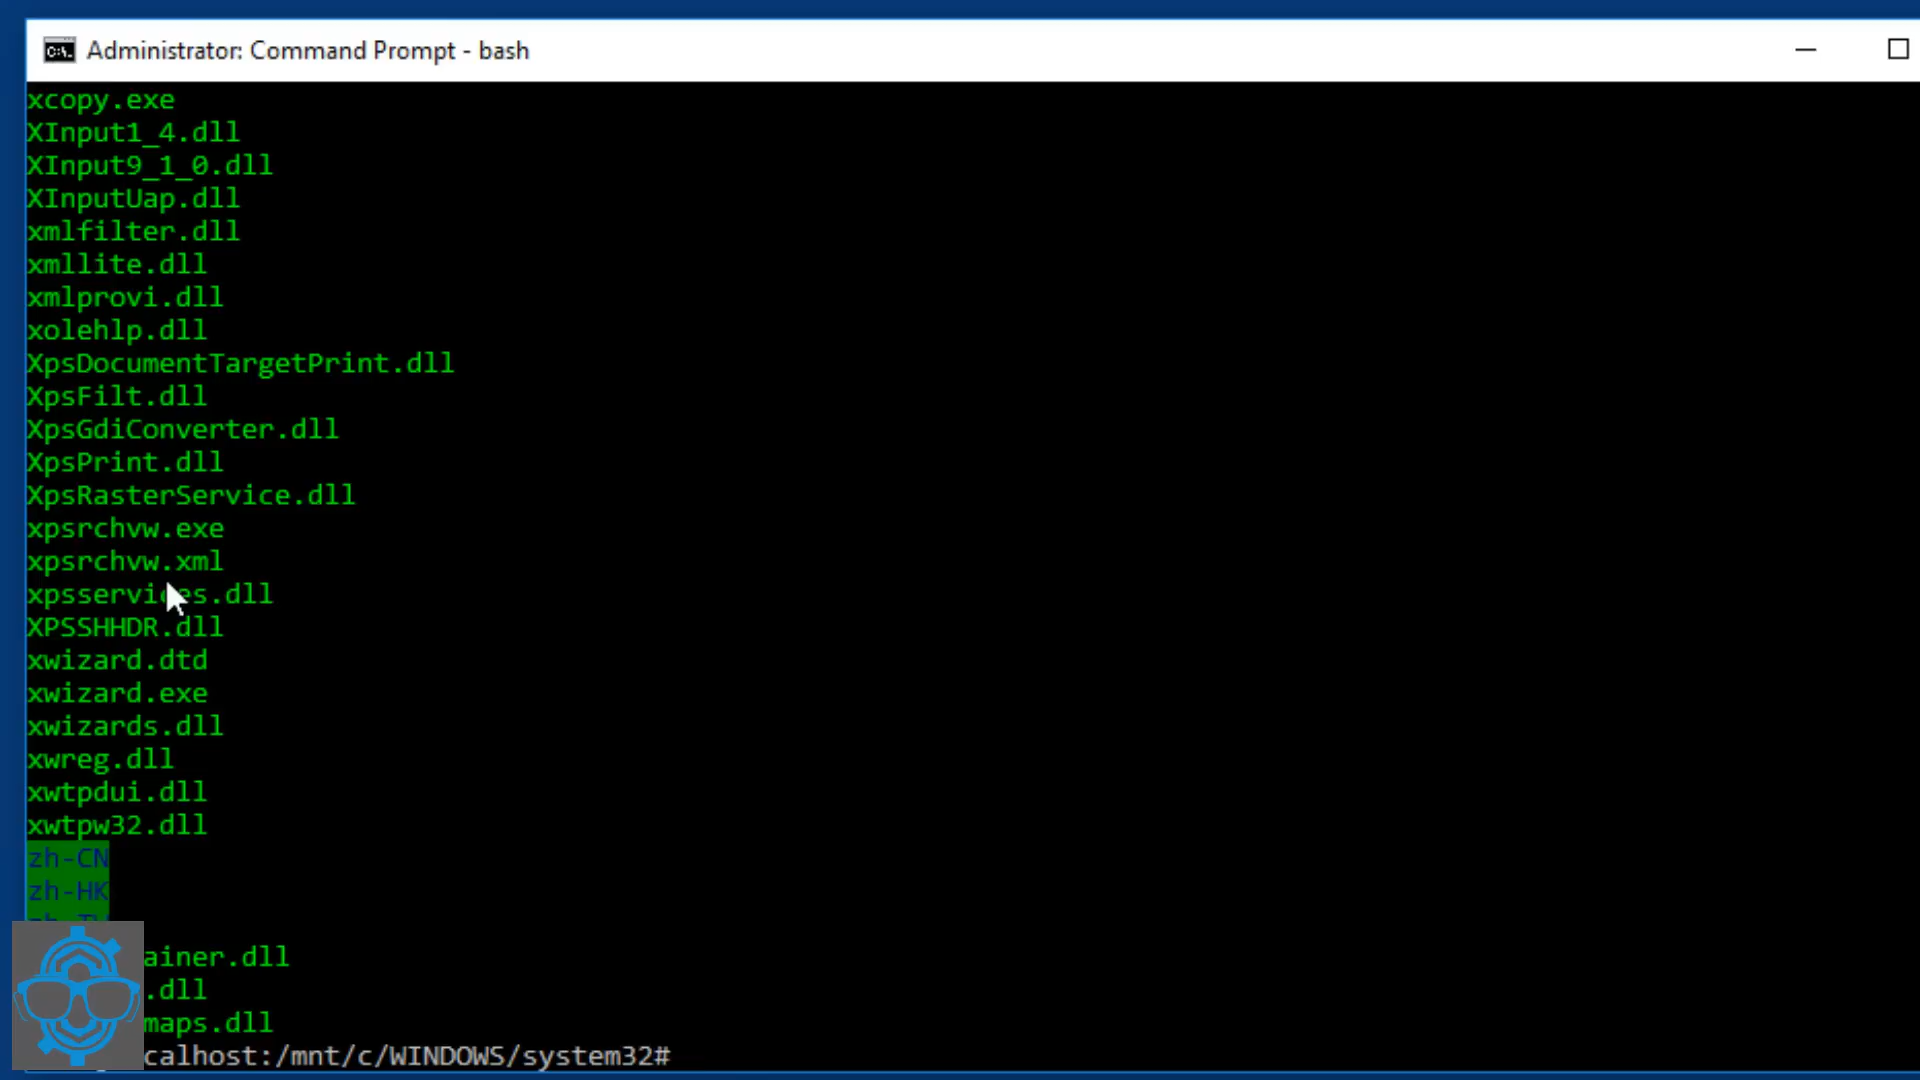 Administrator: Command Prompt - bash
xcopy.exe
XInput1_4.dll
XInput9_1_0.dll
XInputUap.dll
xmlfilter.dll
xmllite.dll
xmlprovi.dll
xolehlp.dll
XpsDocumentTargetPrint.dll
XpsFilt.dll
XpsGdiConverter.dll
XpsPrint.dll
XpsRasterService.dll
xpsrchvw.exe
xpsrchvw.xml
xpsservices.dll
XPSSHHDR.dll
xwizard.dtd
xwizard.exe
xwizards.dll
xwreg.dll
xwtpdui.dll
xwtpw32.dll
zh-CN
zh-HK
ainer.dll
.dll
maps.dll
calhost:/mnt/c/WINDOWS/system32#